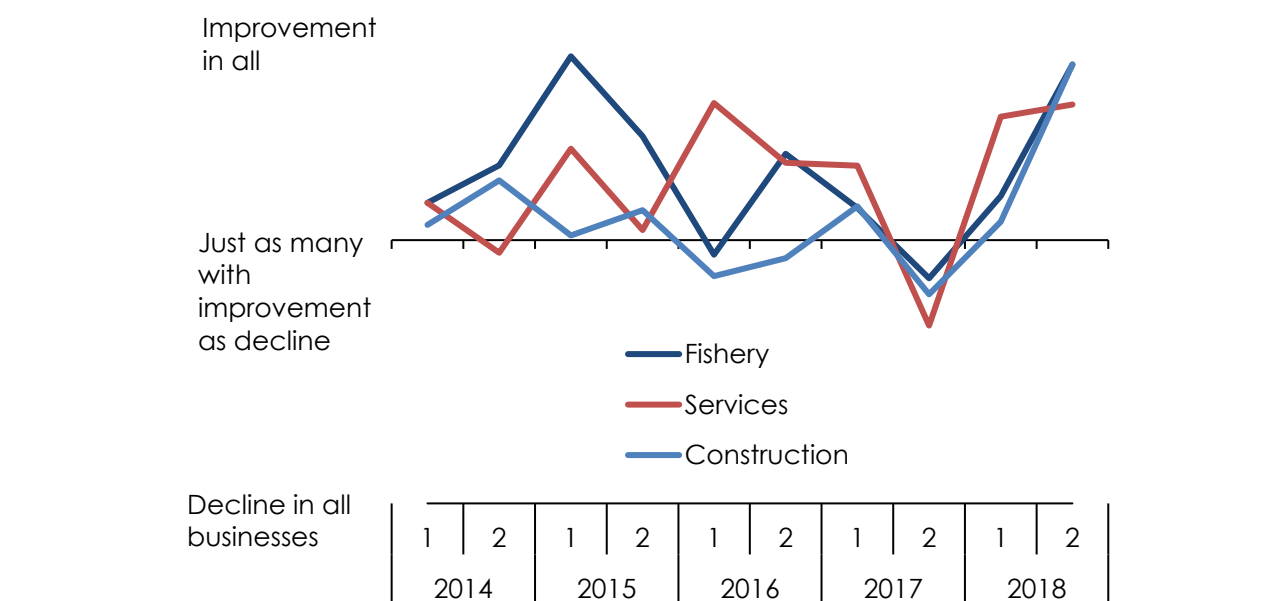 Improvement
in all
Just as many
with
improvement
as decline
Fishery
Services
Construction
Decline in all
businesses
1 2 1 2 1 2 1 2 1 2
2014 2015 2016 2017 2018